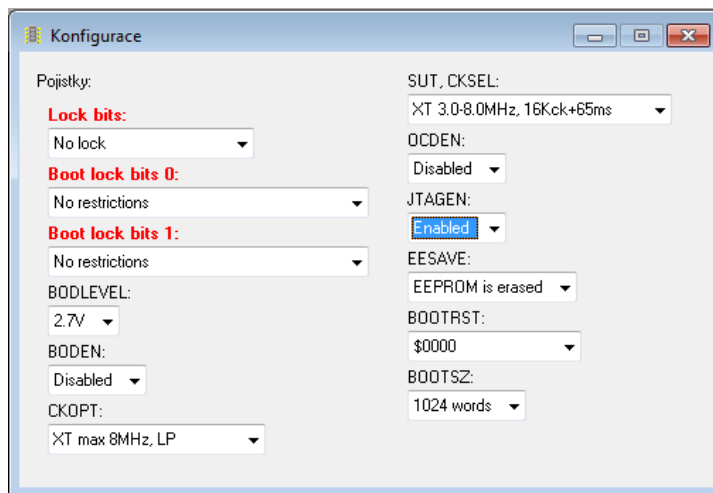 Konfigurace
Pojistky:
Lock bits:
No lock
Boot lock bits 0:
No restrictions
Boot lock bits 1:
No restrictions
BODLEVEL:
2.7V
BODEN:
Disabled
CKOPT:
XT max 8MHz, LP
SUT, CKSEL:
XT 3.0-8.0MHz, 16Kck+65ms
OCDEN:
Disabled
JTAGEN:
Enabled
EESAVE:
EEPROM is erased
BOOTRST:
$0000
BOOTSZ:
1024 words